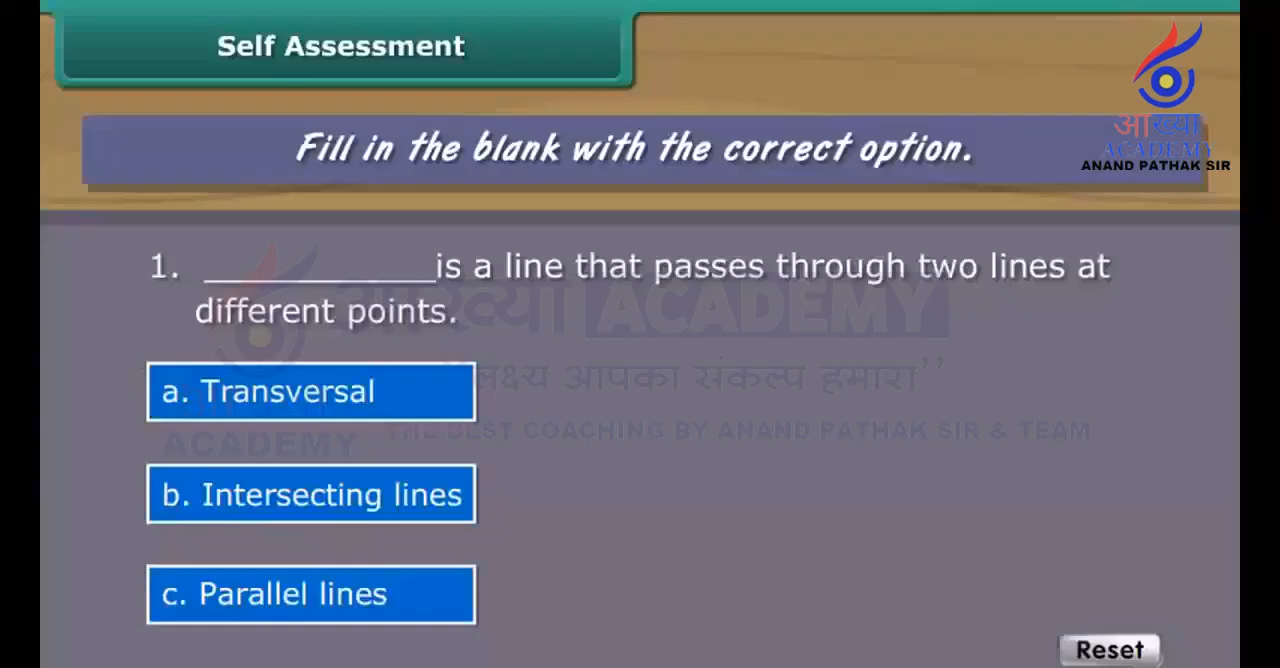 Self Assessment
आख्या
ACADEMY
ANAND PATHAK SIR
Fill in the blank with the correct option.
1. __________is a line that passes through two lines at
different points.
आख्या ACADEMY
लक्ष्य आपका संकल्प हमारा’’
ACADEMY
THE BEST COACHING BY ANAND PATHAK SIR & TEAM
a. Transversal
b. Intersecting lines
c. Parallel lines
Reset